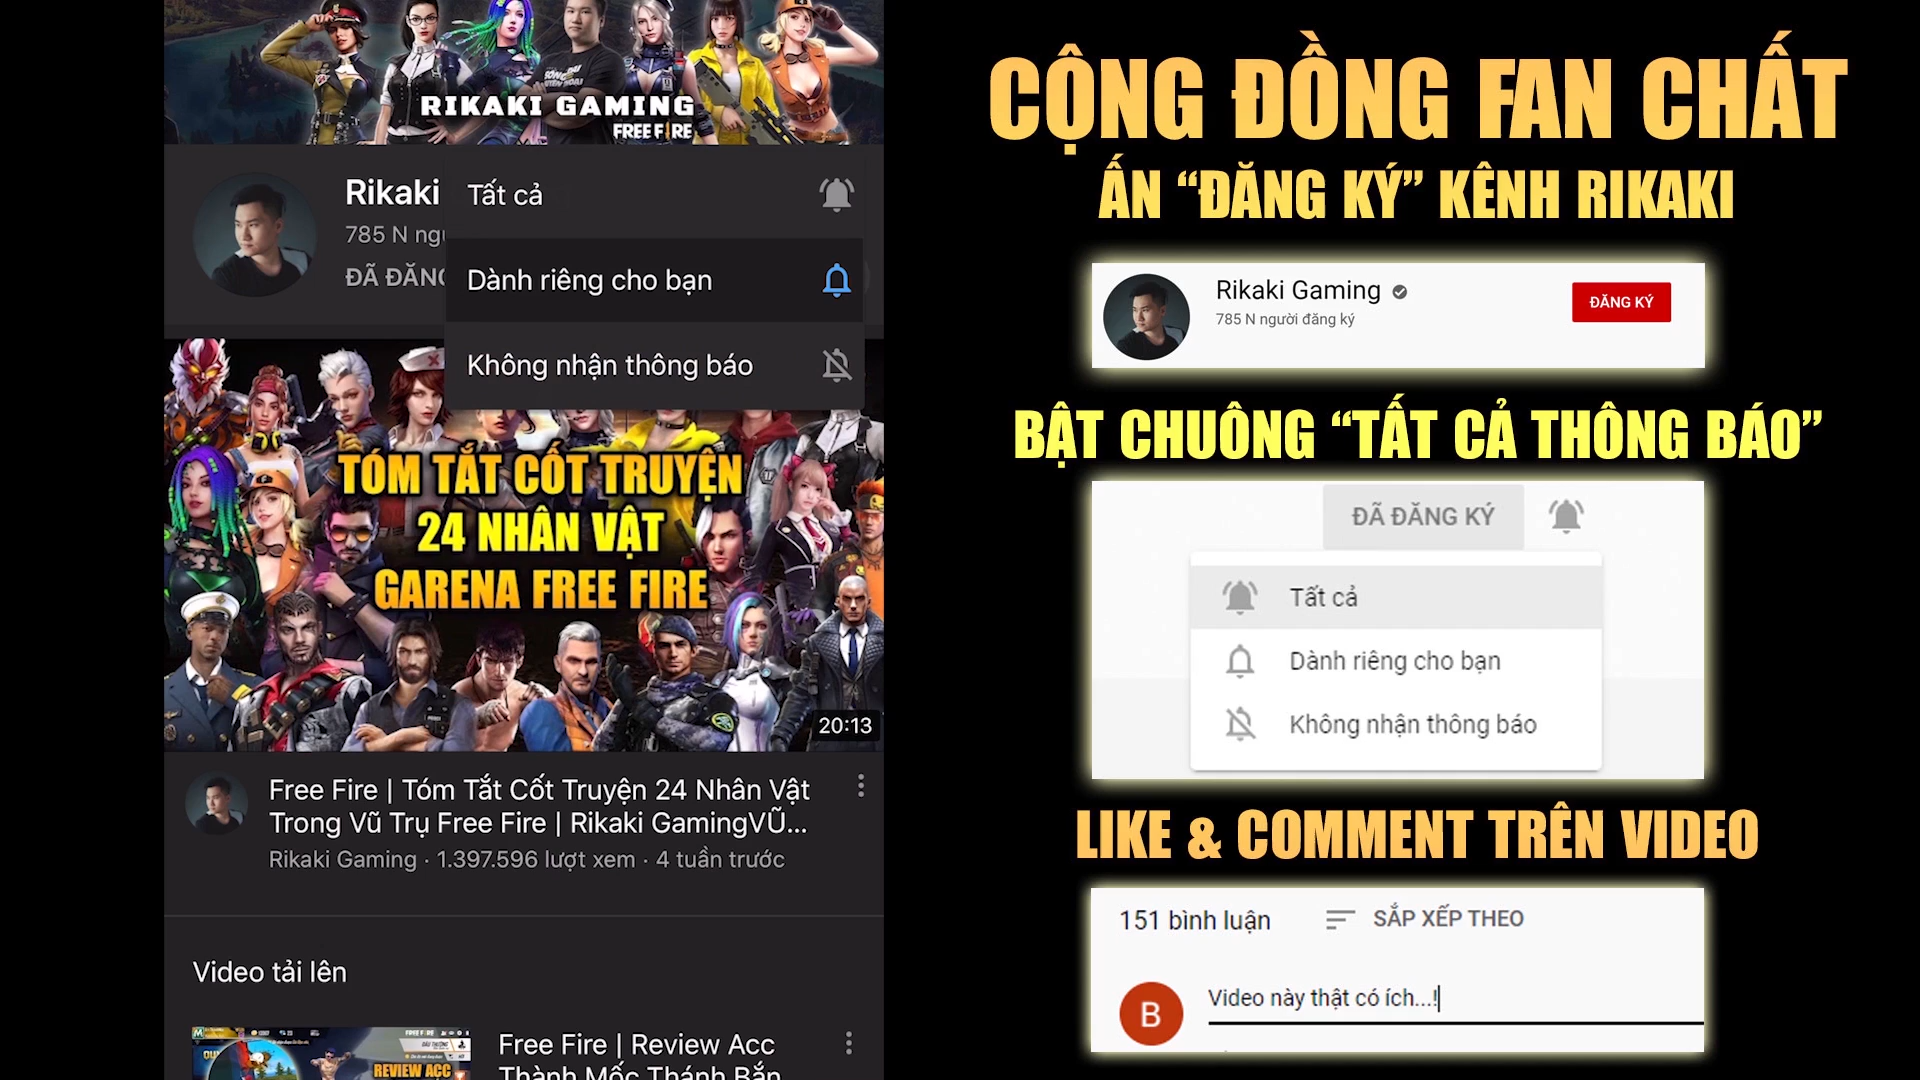 RIKAKI GAMING
FREE FIRE
Rikaki
785 N
Tất cả
Dành riêng cho bạn
Không nhận thông báo
TÓM TẮT CỐT TRUYỆN
24 NHÂN VẬT
GARENA FREE FIRE
20:13
Free Fire | Tóm Tắt Cốt Truyện 24 Nhân Vật
Trong Vũ Trụ Free Fire | Rikaki GamingVŨ...
Rikaki Gaming · 1.397.596 lượt xem · 4 tuần trước
Video tải lên
REVIEW ACC
Free Fire | Review Acc
Thành Mốc Thánh Bắn
CỘNG ĐỒNG FAN CHẤT
ẤN “ĐĂNG KÝ” KÊNH RIKAKI
Rikaki Gaming
785 N người đăng ký
ĐĂNG KÝ
BẬT CHUÔNG “TẤT CẢ THÔNG BÁO”
ĐÃ ĐĂNG KÝ
Tất cả
Dành riêng cho bạn
Không nhận thông báo
LIKE & COMMENT TRÊN VIDEO
151 bình luận
SẮP XẾP THEO
B
Video này thật có ích...!